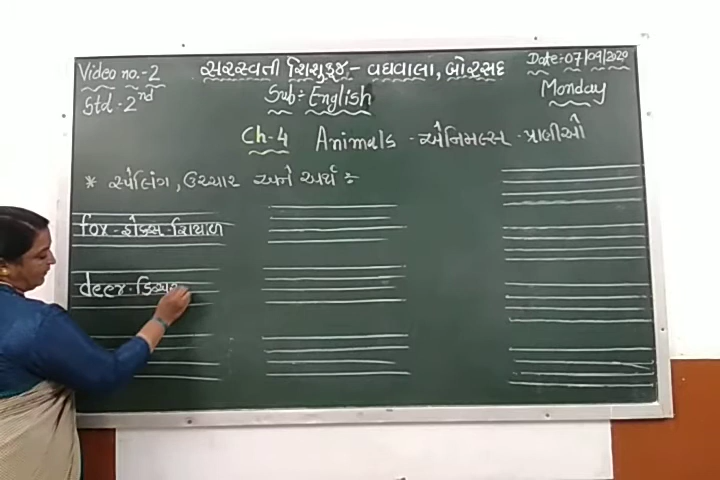 Video no.-2
સરસ્વતી શિશુકુંજ - વઘવાલા, બોરસદ
Date:-07/09/2020
Std.-2nd
Sub:- English
Monday
Ch-4 Animals - એનિમલ્સ - પ્રાણીઓ
* સ્પેલિંગ, ઉચ્ચાર અને અર્થ :-
fox - ફોક્સ - શિયાળ
deer - ડિઅર